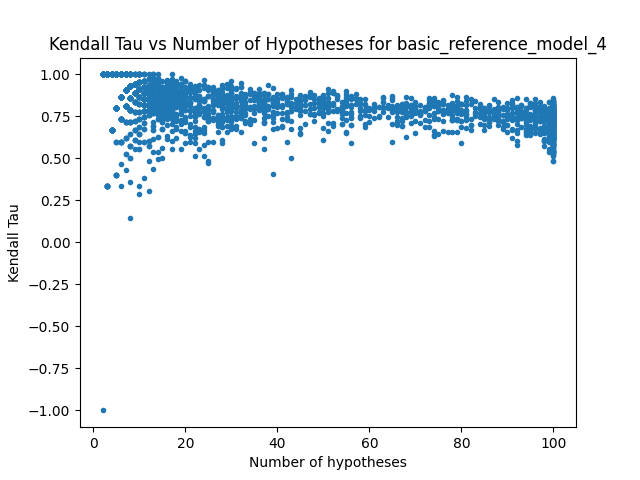 Kendall Tau vs Number of Hypotheses for basic_reference_model_4
1.00
0.75
0.50
0.25
0.00
−0.25
−0.50
−0.75
−1.00
Kendall Tau
0 20 40 60 80 100
Number of hypotheses